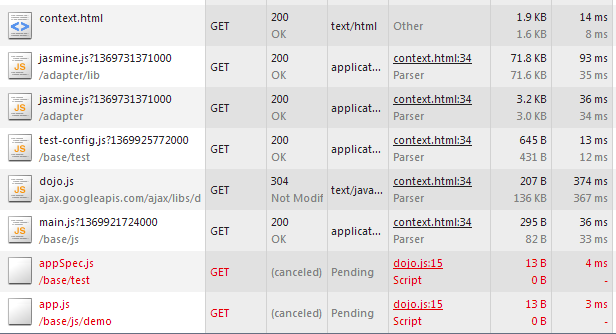 context.html GET 200 text/html Other 1.9 KB 14 ms
OK 1.6 KB 8 ms
jasmine.js?1369731371000 GET 200 applicat... context.html:34 71.8 KB 93 ms
/adapter/lib OK Parser 71.6 KB 35 ms
jasmine.js?1369731371000 GET 200 applicat... context.html:34 3.2 KB 36 ms
/adapter OK Parser 3.0 KB 34 ms
test-config.js?1369925772000 GET 200 applicat... context.html:34 645 B 13 ms
/base/test OK Parser 431 B 12 ms
dojo.js GET 304 text/java... context.html:34 207 B 374 ms
ajax.googleapis.com/ajax/libs/d Not Modif Parser 136 KB 367 ms
main.js?1369921724000 GET 200 applicat... context.html:34 295 B 36 ms
/base/js OK Parser 82 B 33 ms
appSpec.js GET (canceled) Pending dojo.js:15 13 B 4 ms
/base/test Script 0 B -
app.js GET (canceled) Pending dojo.js:15 13 B 3 ms
/base/js/demo Script 0 B -